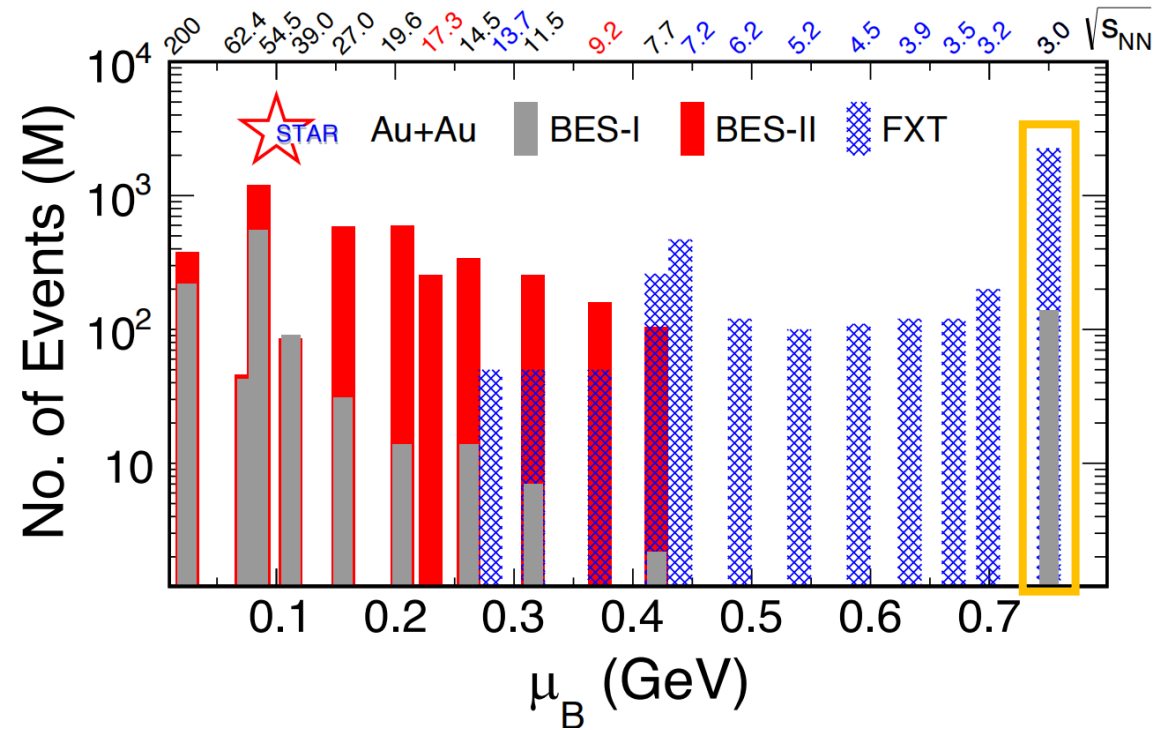 200 62.4 54.5 39.0 27.0 19.6 17.3 14.5 13.7 11.5 9.2 7.7 7.2 6.2 5.2 4.5 3.9 3.5 3.2 3.0 √sNN
STAR Au+Au BES-I BES-II FXT
10⁴
10³
10²
10
No. of Events (M)
0.1 0.2 0.3 0.4 0.5 0.6 0.7
μB (GeV)